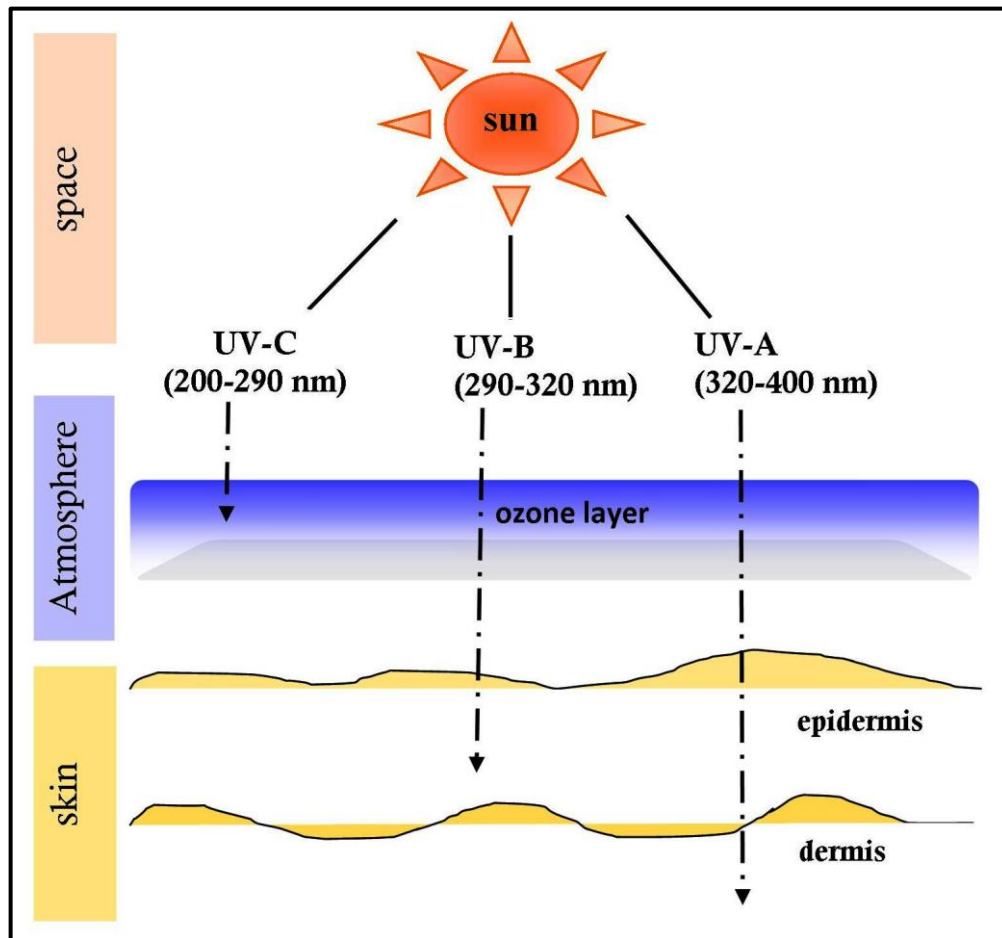 space
sun
UV-C
(200-290 nm)
UV-B
(290-320 nm)
UV-A
(320-400 nm)
Atmosphere
ozone layer
skin
epidermis
dermis